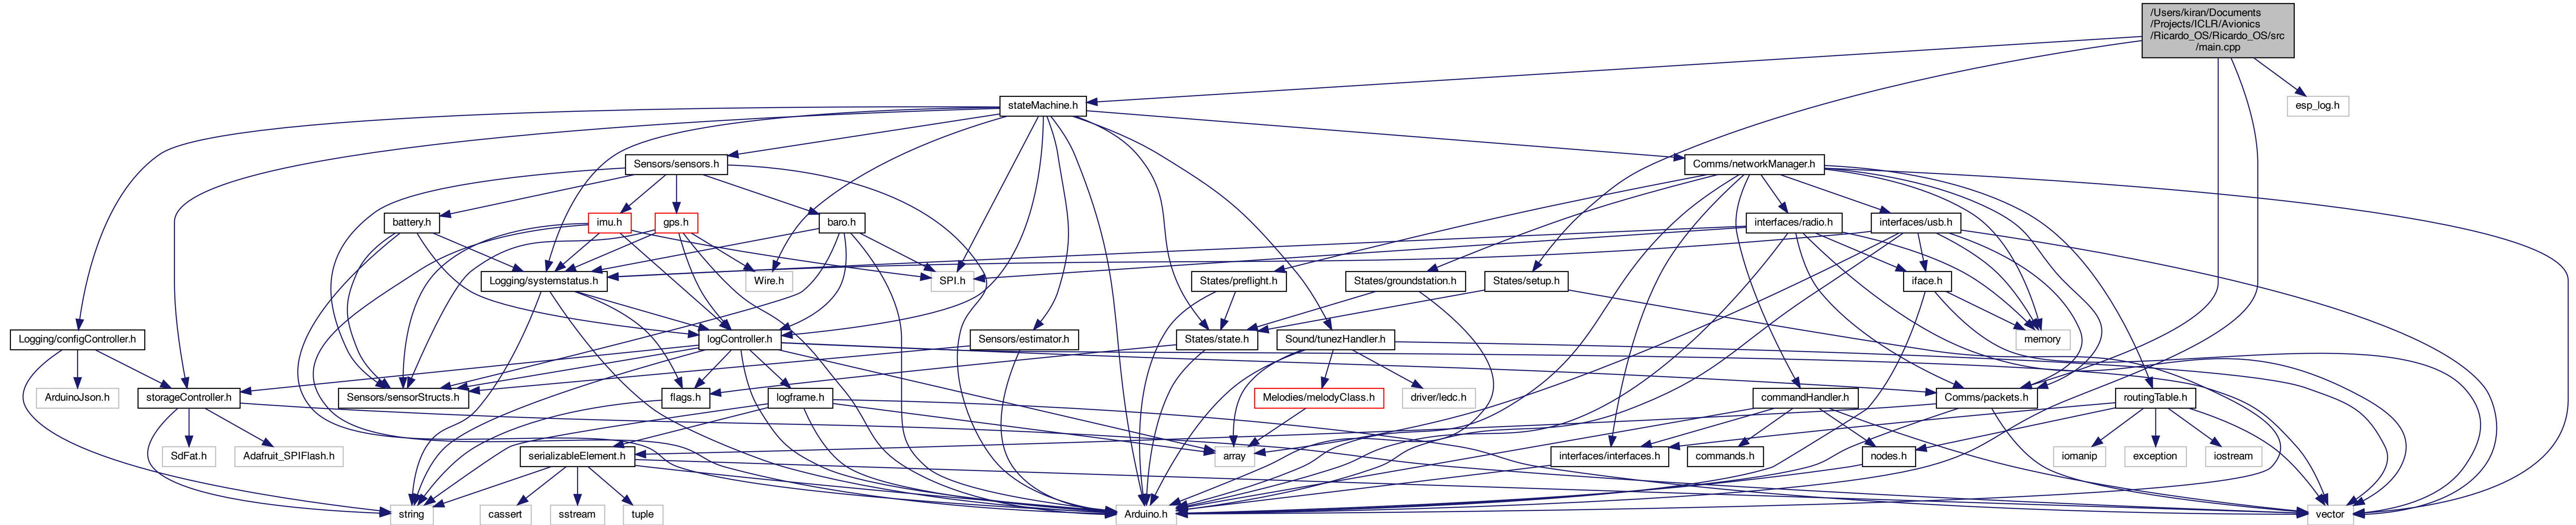 /Users/kiran/Documents
/Projects/ICLR/Avionics
/Ricardo_OS/Ricardo_OS/src
/main.cpp
stateMachine.h
esp_log.h
Sensors/sensors.h
Comms/networkManager.h
battery.h
imu.h
gps.h
baro.h
interfaces/radio.h
interfaces/usb.h
Logging/systemstatus.h
Wire.h
SPI.h
States/preflight.h
States/groundstation.h
States/setup.h
iface.h
Logging/configController.h
logController.h
Sensors/estimator.h
States/state.h
Sound/tunezHandler.h
memory
ArduinoJson.h
storageController.h
Sensors/sensorStructs.h
flags.h
logframe.h
Melodies/melodyClass.h
driver/ledc.h
commandHandler.h
Comms/packets.h
routingTable.h
SdFat.h
Adafruit_SPIFlash.h
serializableElement.h
array
interfaces/interfaces.h
commands.h
nodes.h
iomanip
exception
iostream
string
cassert
sstream
tuple
Arduino.h
vector